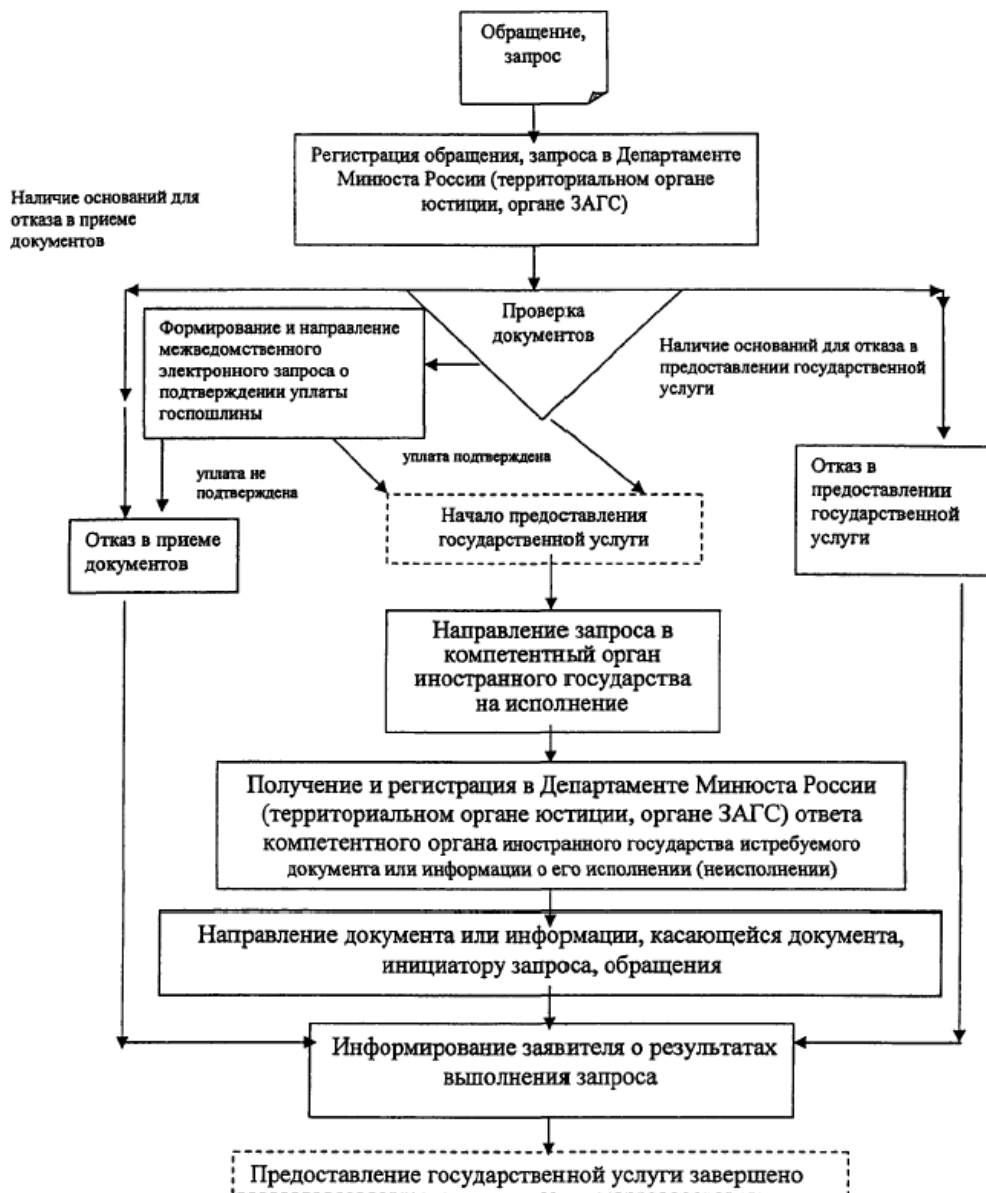 Обращение,
запрос
Регистрация обращения, запроса в Департаменте
Минюста России (территориальном органе
юстиции, органе ЗАГС)
Наличие оснований для
отказа в приеме
документов
Проверка
документов
Формирование и направление
межведомственного
электронного запроса о
подтверждении уплаты
госпошлины
Наличие оснований для отказа в
предоставлении государственной
услуги
уплата не
подтверждена
уплата подтверждена
Отказ в
предоставлении
государственной
услуги
Начало предоставления
государственной услуги
Отказ в приеме
документов
Направление запроса в
компетентный орган
иностранного государства
на исполнение
Получение и регистрация в Департаменте Минюста России
(территориальном органе юстиции, органе ЗАГС) ответа
компетентного органа иностранного государства истребуемого
документа или информации о его исполнении (неисполнении)
Направление документа или информации, касающейся документа,
инициатору запроса, обращения
Информирование заявителя о результатах
выполнения запроса
Предоставление государственной услуги завершено